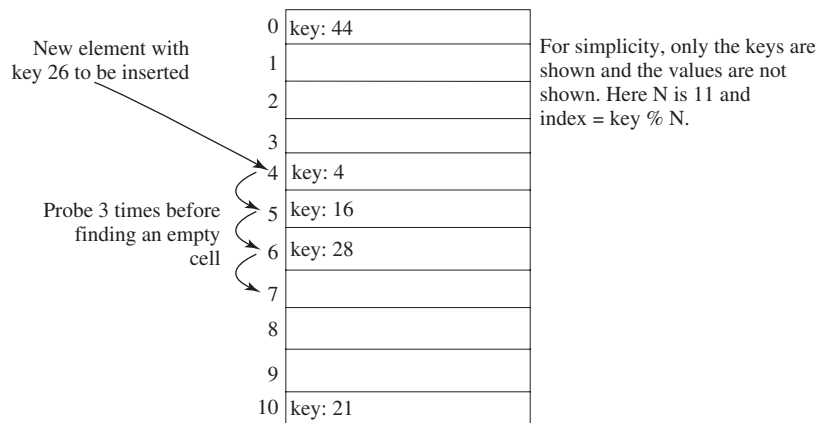 New element with
key 26 to be inserted
0 key: 44
1
2
3
4 key: 4
5 key: 16
6 key: 28
7
8
9
10 key: 21
Probe 3 times before
finding an empty
cell
For simplicity, only the keys are
shown and the values are not
shown. Here N is 11 and
index = key % N.